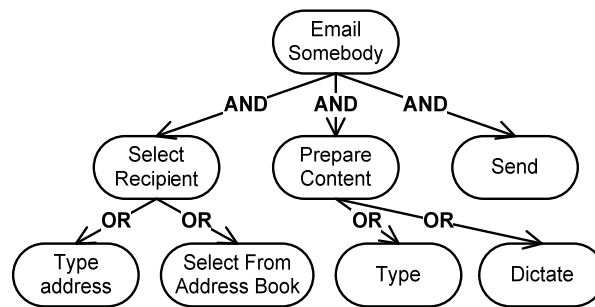 Email
Somebody
AND AND AND
Select
Recipient
Prepare
Content
Send
OR OR OR OR
Type
address
Select From
Address Book
Type
Dictate